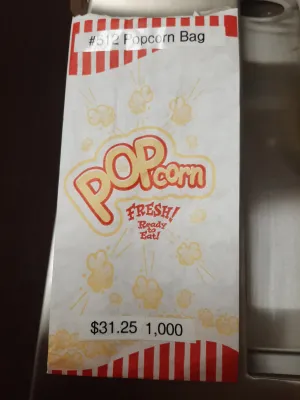 #512 Popcorn Bag
POPcorn
FRESH!
Ready
to
Eat!
$31.25 1,000